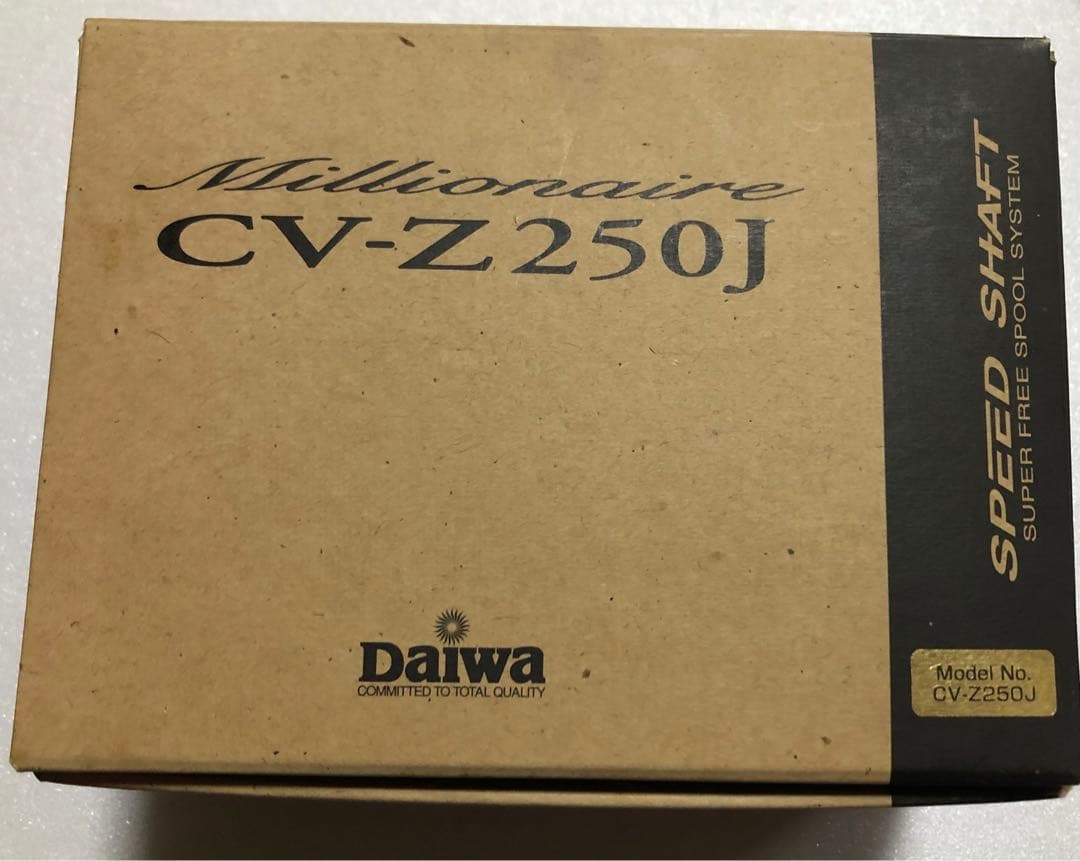 Millionaire
CV-Z250J
Daiwa
COMMITTED TO TOTAL QUALITY
SPEED SHAFT
SUPER FREE SPOOL SYSTEM
Model No.
CV-Z250J